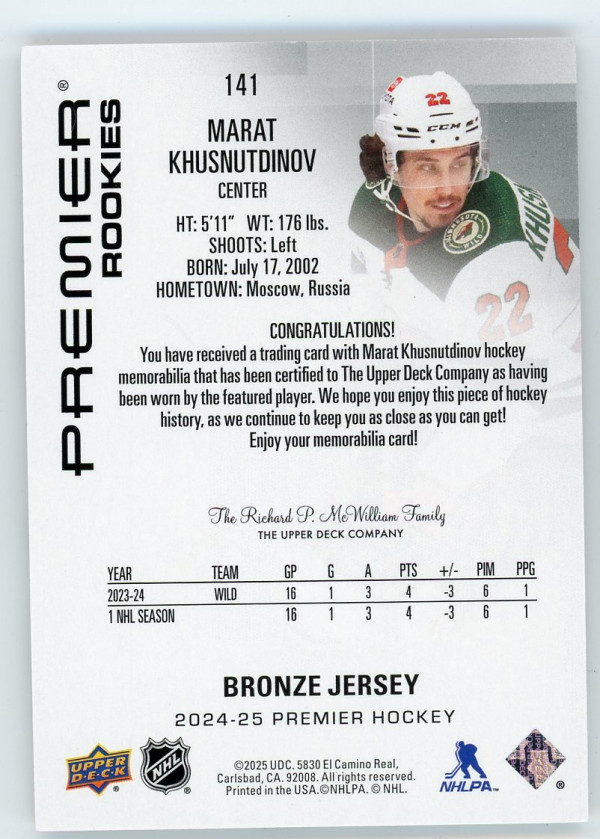 PREMIER®
ROOKIES
141
MARAT
KHUSNUTDINOV
CENTER
HT: 5'11" WT: 176 lbs.
SHOOTS: Left
BORN: July 17, 2002
HOMETOWN: Moscow, Russia
22
CCM
MINNESOTA
WILD
KHUS
22
CONGRATULATIONS!
You have received a trading card with Marat Khusnutdinov hockey
memorabilia that has been certified to The Upper Deck Company as having
been worn by the featured player. We hope you enjoy this piece of hockey
history, as we continue to keep you as close as you can get!
Enjoy your memorabilia card!
The Richard P. McWilliam Family
THE UPPER DECK COMPANY
YEAR TEAM GP G A PTS +/- PIM PPG
2023-24 WILD 16 1 3 4 -3 6 1
1 NHL SEASON 16 1 3 4 -3 6 1
BRONZE JERSEY
2024-25 PREMIER HOCKEY
UPPER
D·E·C·K
NHL
©2025 UDC. 5830 El Camino Real,
Carlsbad, CA. 92008. All rights reserved.
Printed in the USA.©NHLPA. © NHL.
NHLPA™
®